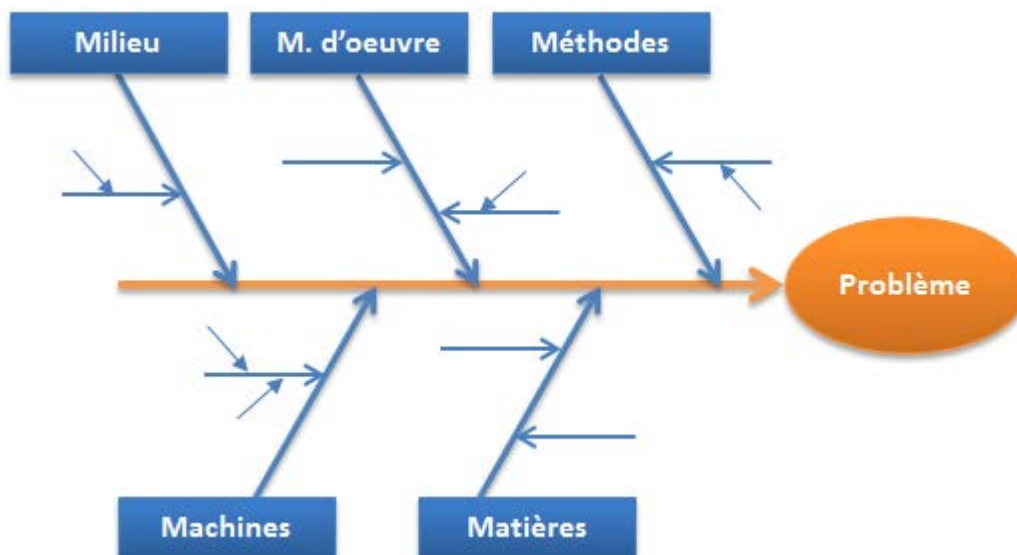 Milieu
M. d'oeuvre
Méthodes
Problème
Machines
Matières